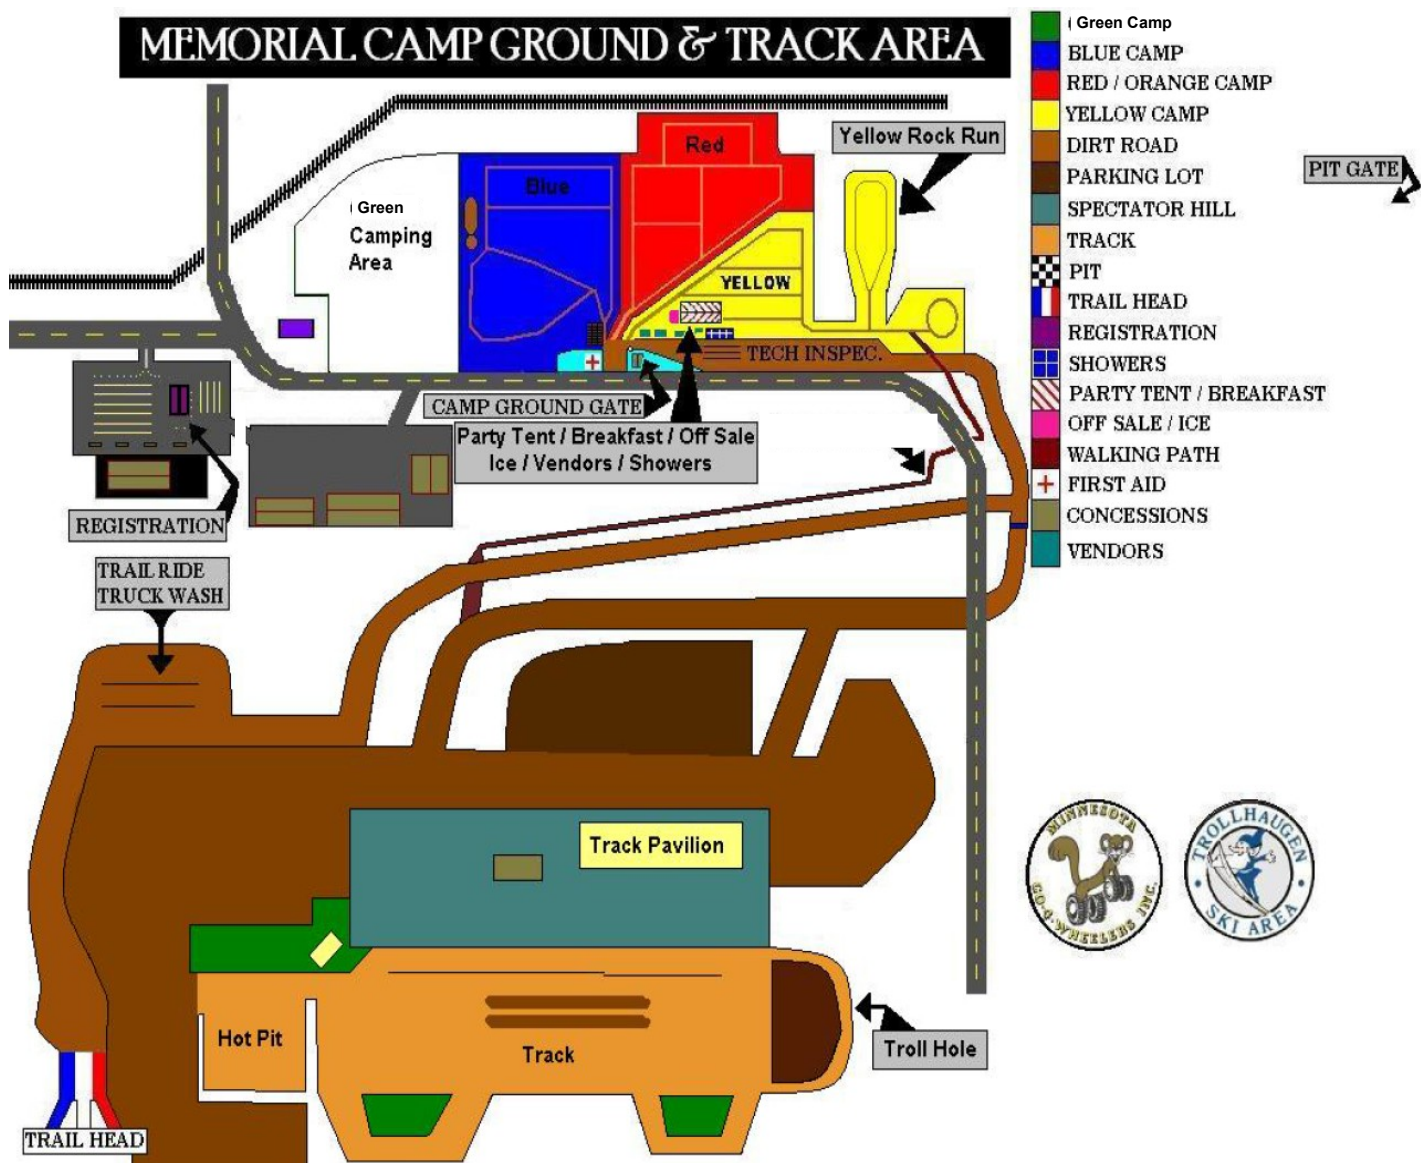 MEMORIAL CAMP GROUND & TRACK AREA
Green Camp
BLUE CAMP
RED / ORANGE CAMP
YELLOW CAMP
DIRT ROAD
PARKING LOT
SPECTATOR HILL
TRACK
PIT
TRAIL HEAD
REGISTRATION
SHOWERS
PARTY TENT / BREAKFAST
OFF SALE / ICE
WALKING PATH
FIRST AID
CONCESSIONS
VENDORS
PIT GATE
Yellow Rock Run
Red
Blue
Green
Camping
Area
YELLOW
TECH INSPEC.
CAMP GROUND GATE
Party Tent / Breakfast / Off Sale
Ice / Vendors / Showers
REGISTRATION
TRAIL RIDE
TRUCK WASH
Track Pavilion
Hot Pit
Track
Troll Hole
TRAIL HEAD
MINNESOTA
GO-4-WHEELERS INC.
TROLLHAUGEN
SKI AREA